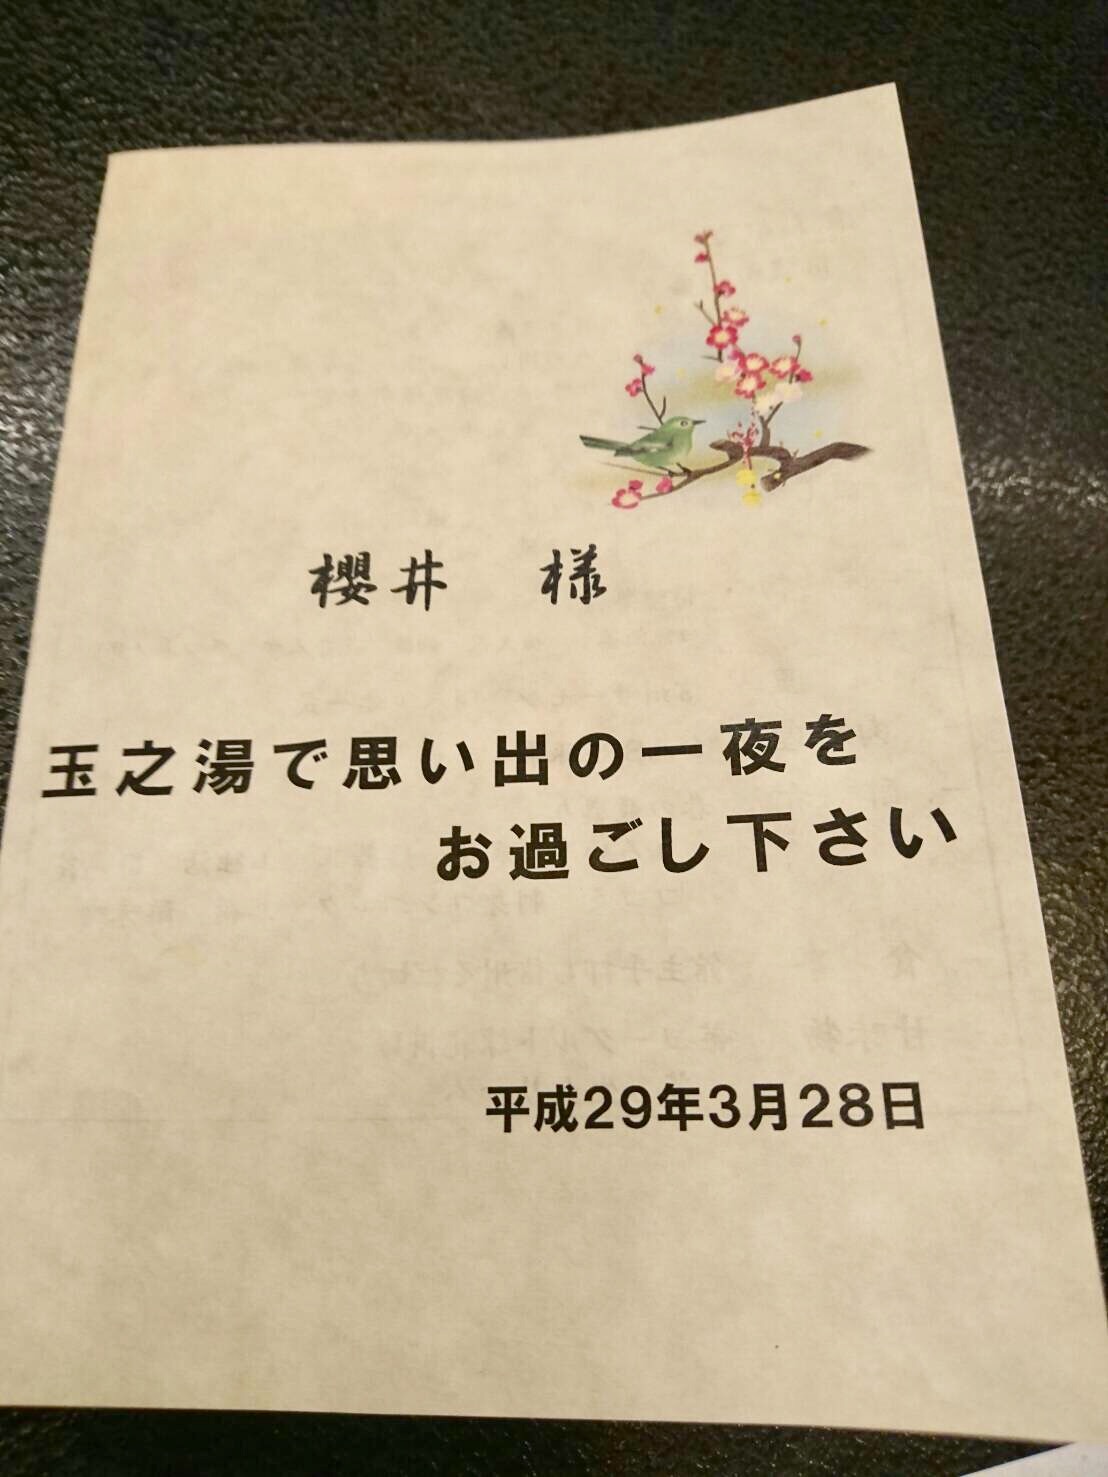 櫻井　様
玉之湯で思い出の一夜を
お過ごし下さい
平成29年3月28日